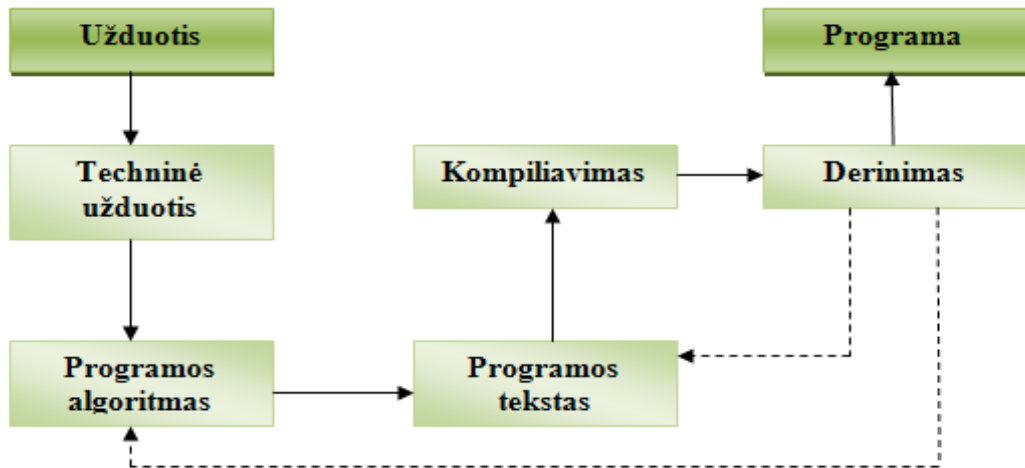 Užduotis
Programa
Techninė
užduotis
Kompiliavimas
Derinimas
Programos
algoritmas
Programos
tekstas